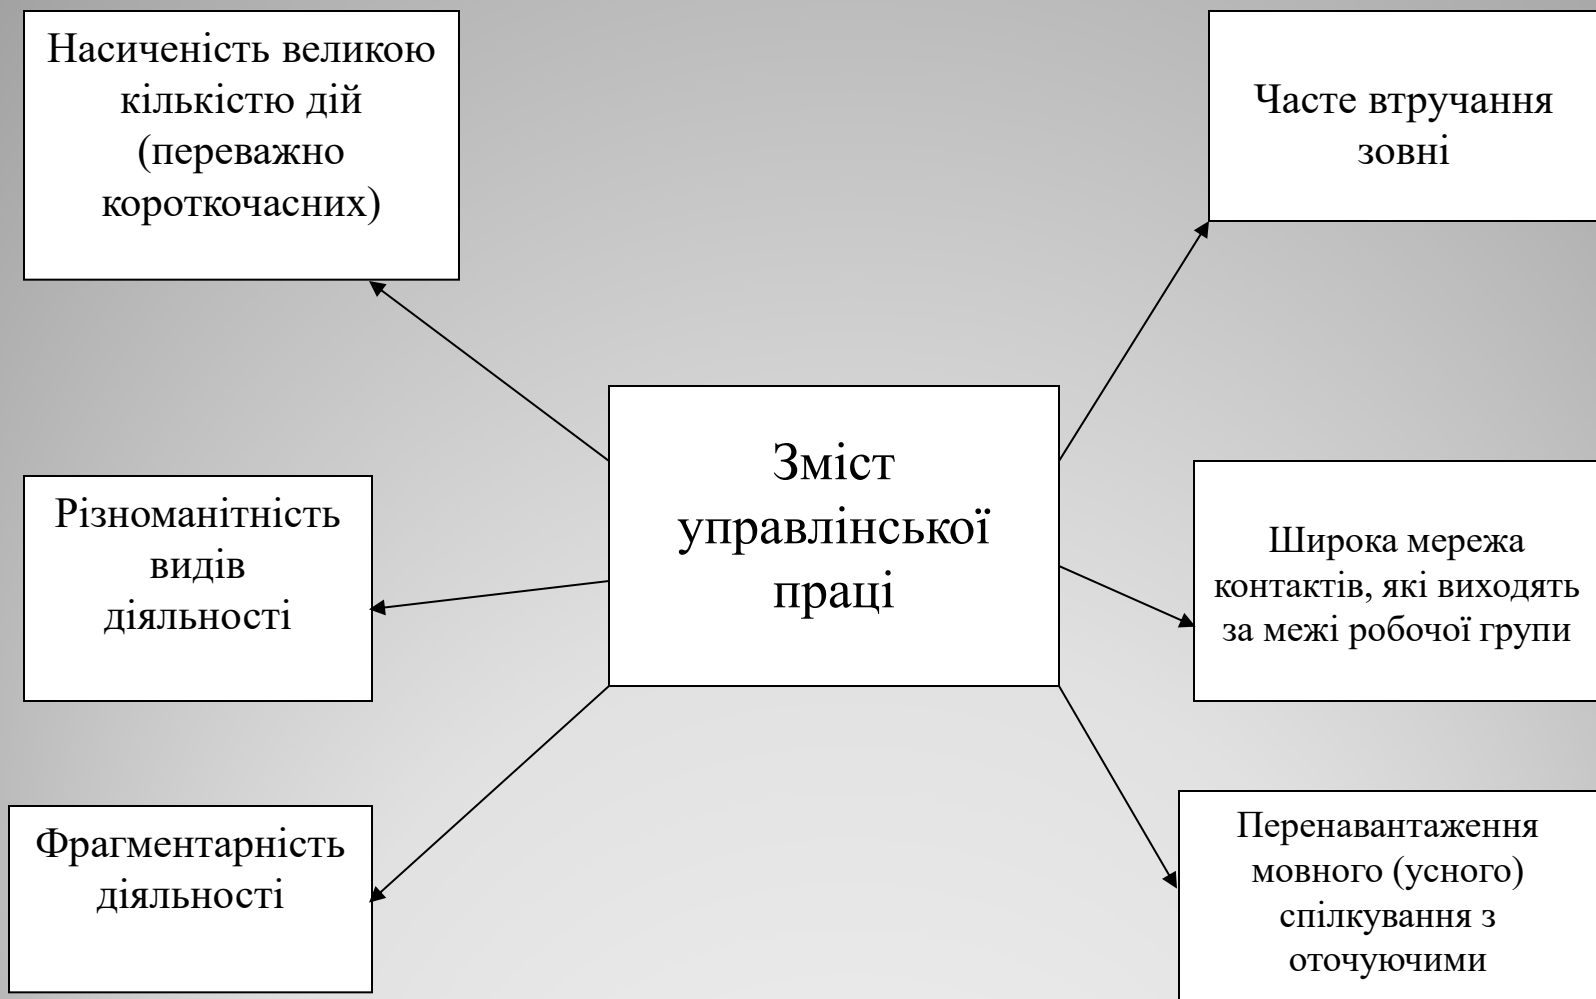 Насиченість великою
кількістю дій
(переважно
короткочасних)
Часте втручання
зовні
Зміст
управлінської
праці
Різноманітність
видів
діяльності
Широка мережа
контактів, які виходять
за межі робочої групи
Фрагментарність
діяльності
Перенавантаження
мовного (усного)
спілкування з
оточуючими